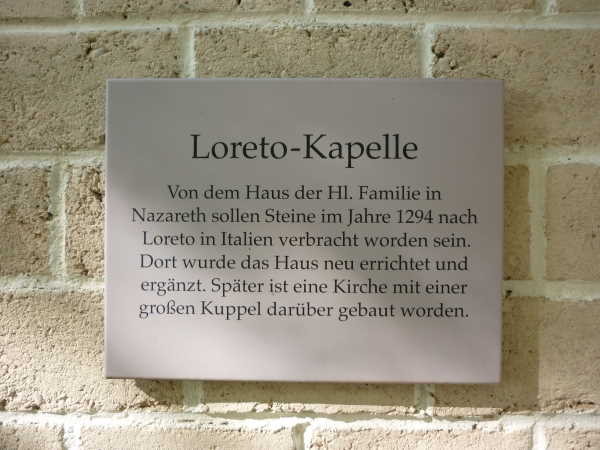 Loreto-Kapelle
Von dem Haus der Hl. Familie in
Nazareth sollen Steine im Jahre 1294 nach
Loreto in Italien verbracht worden sein.
Dort wurde das Haus neu errichtet und
ergänzt. Später ist eine Kirche mit einer
großen Kuppel darüber gebaut worden.